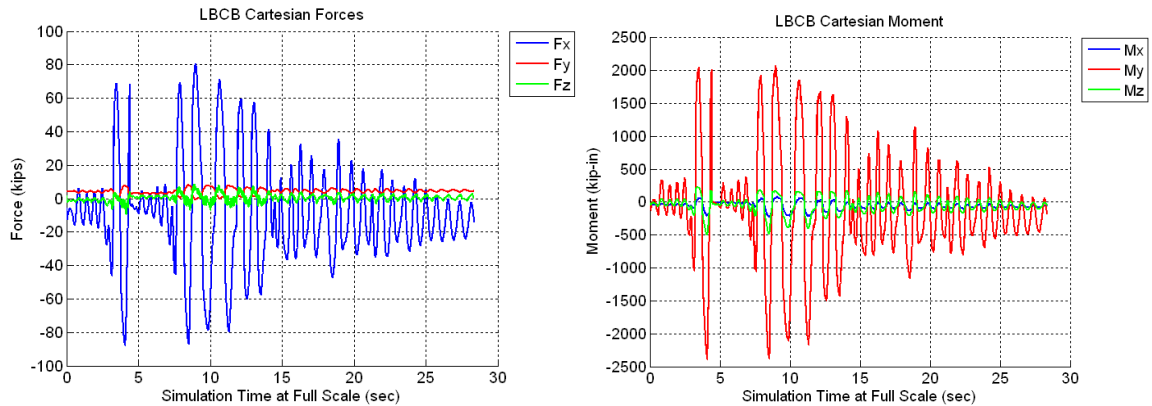 LBCB Cartesian Forces
Force (kips)
100
80
60
40
20
0
-20
-40
-60
-80
-100
0 5 10 15 20 25 30
Simulation Time at Full Scale (sec)
Fx
Fy
Fz
LBCB Cartesian Moment
Moment (kip-in)
2500
2000
1500
1000
500
0
-500
-1000
-1500
-2000
-2500
0 5 10 15 20 25 30
Simulation Time at Full Scale (sec)
Mx
My
Mz